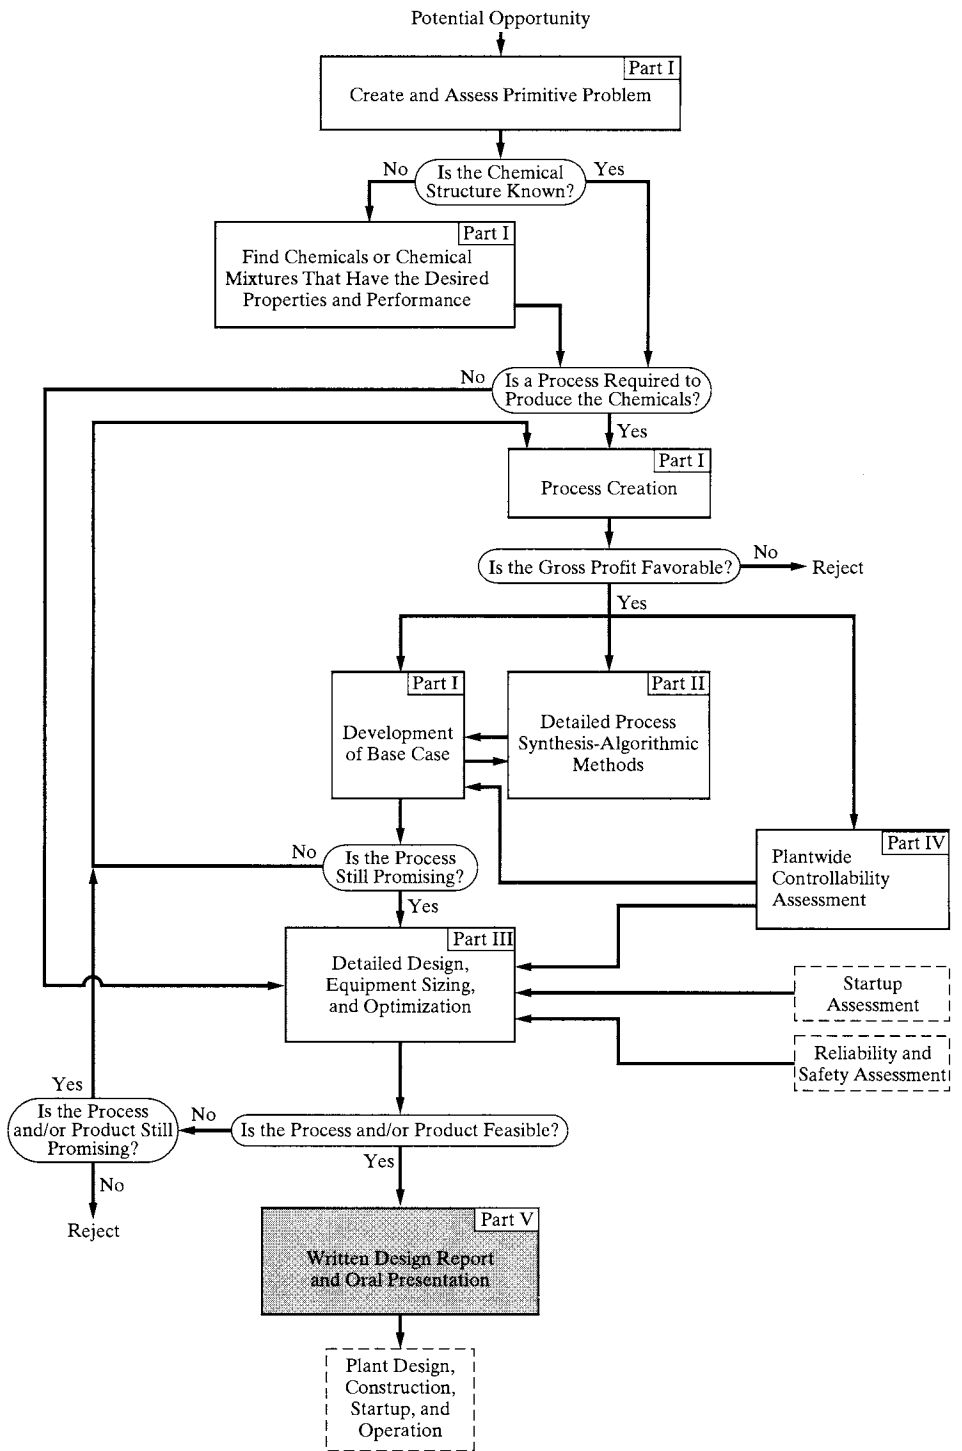 Potential Opportunity
Part I
Create and Assess Primitive Problem
No
Is the Chemical
Structure Known?
Yes
Part I
Find Chemicals or Chemical
Mixtures That Have the Desired
Properties and Performance
No
Is a Process Required to
Produce the Chemicals?
Yes
Part I
Process Creation
Is the Gross Profit Favorable?
No
Reject
Yes
Part I
Development
of Base Case
Part II
Detailed Process
Synthesis-Algorithmic
Methods
Part IV
Plantwide
Controllability
Assessment
No
Is the Process
Still Promising?
Yes
Part III
Detailed Design,
Equipment Sizing,
and Optimization
Startup
Assessment
Reliability and
Safety Assessment
Yes
Is the Process
and/or Product Still
Promising?
No
Is the Process and/or Product Feasible?
No
Reject
Yes
Part V
Written Design Report
and Oral Presentation
Plant Design,
Construction,
Startup, and
Operation